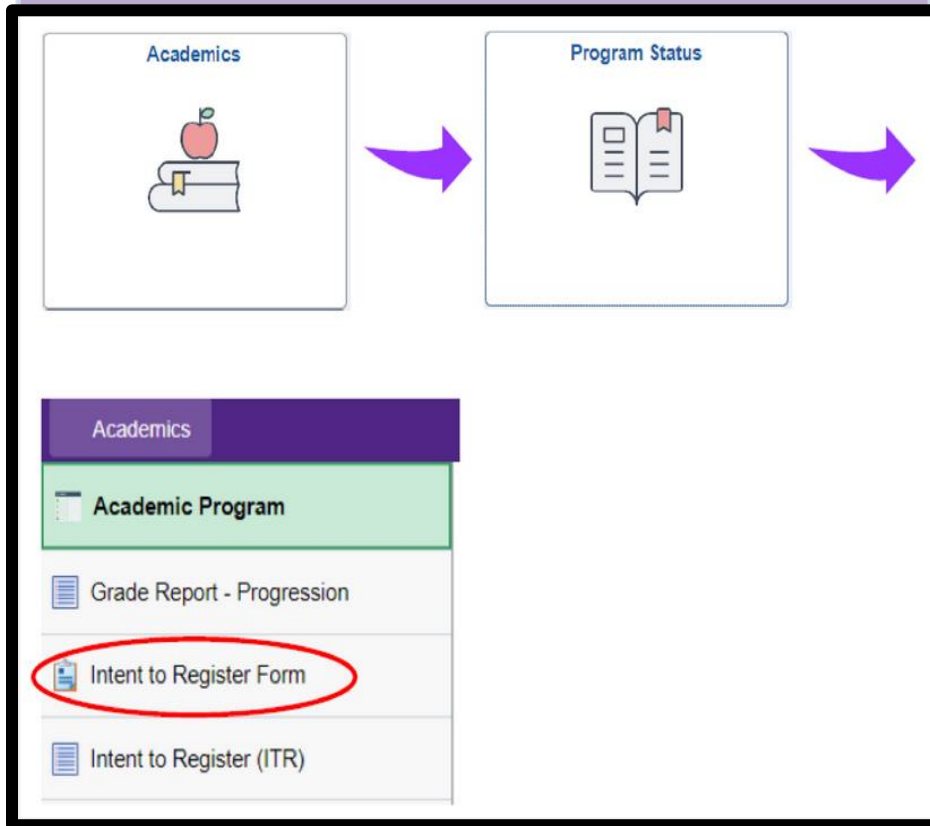 Academics
Program Status
Academics
Academic Program
Grade Report - Progression
Intent to Register Form
Intent to Register (ITR)